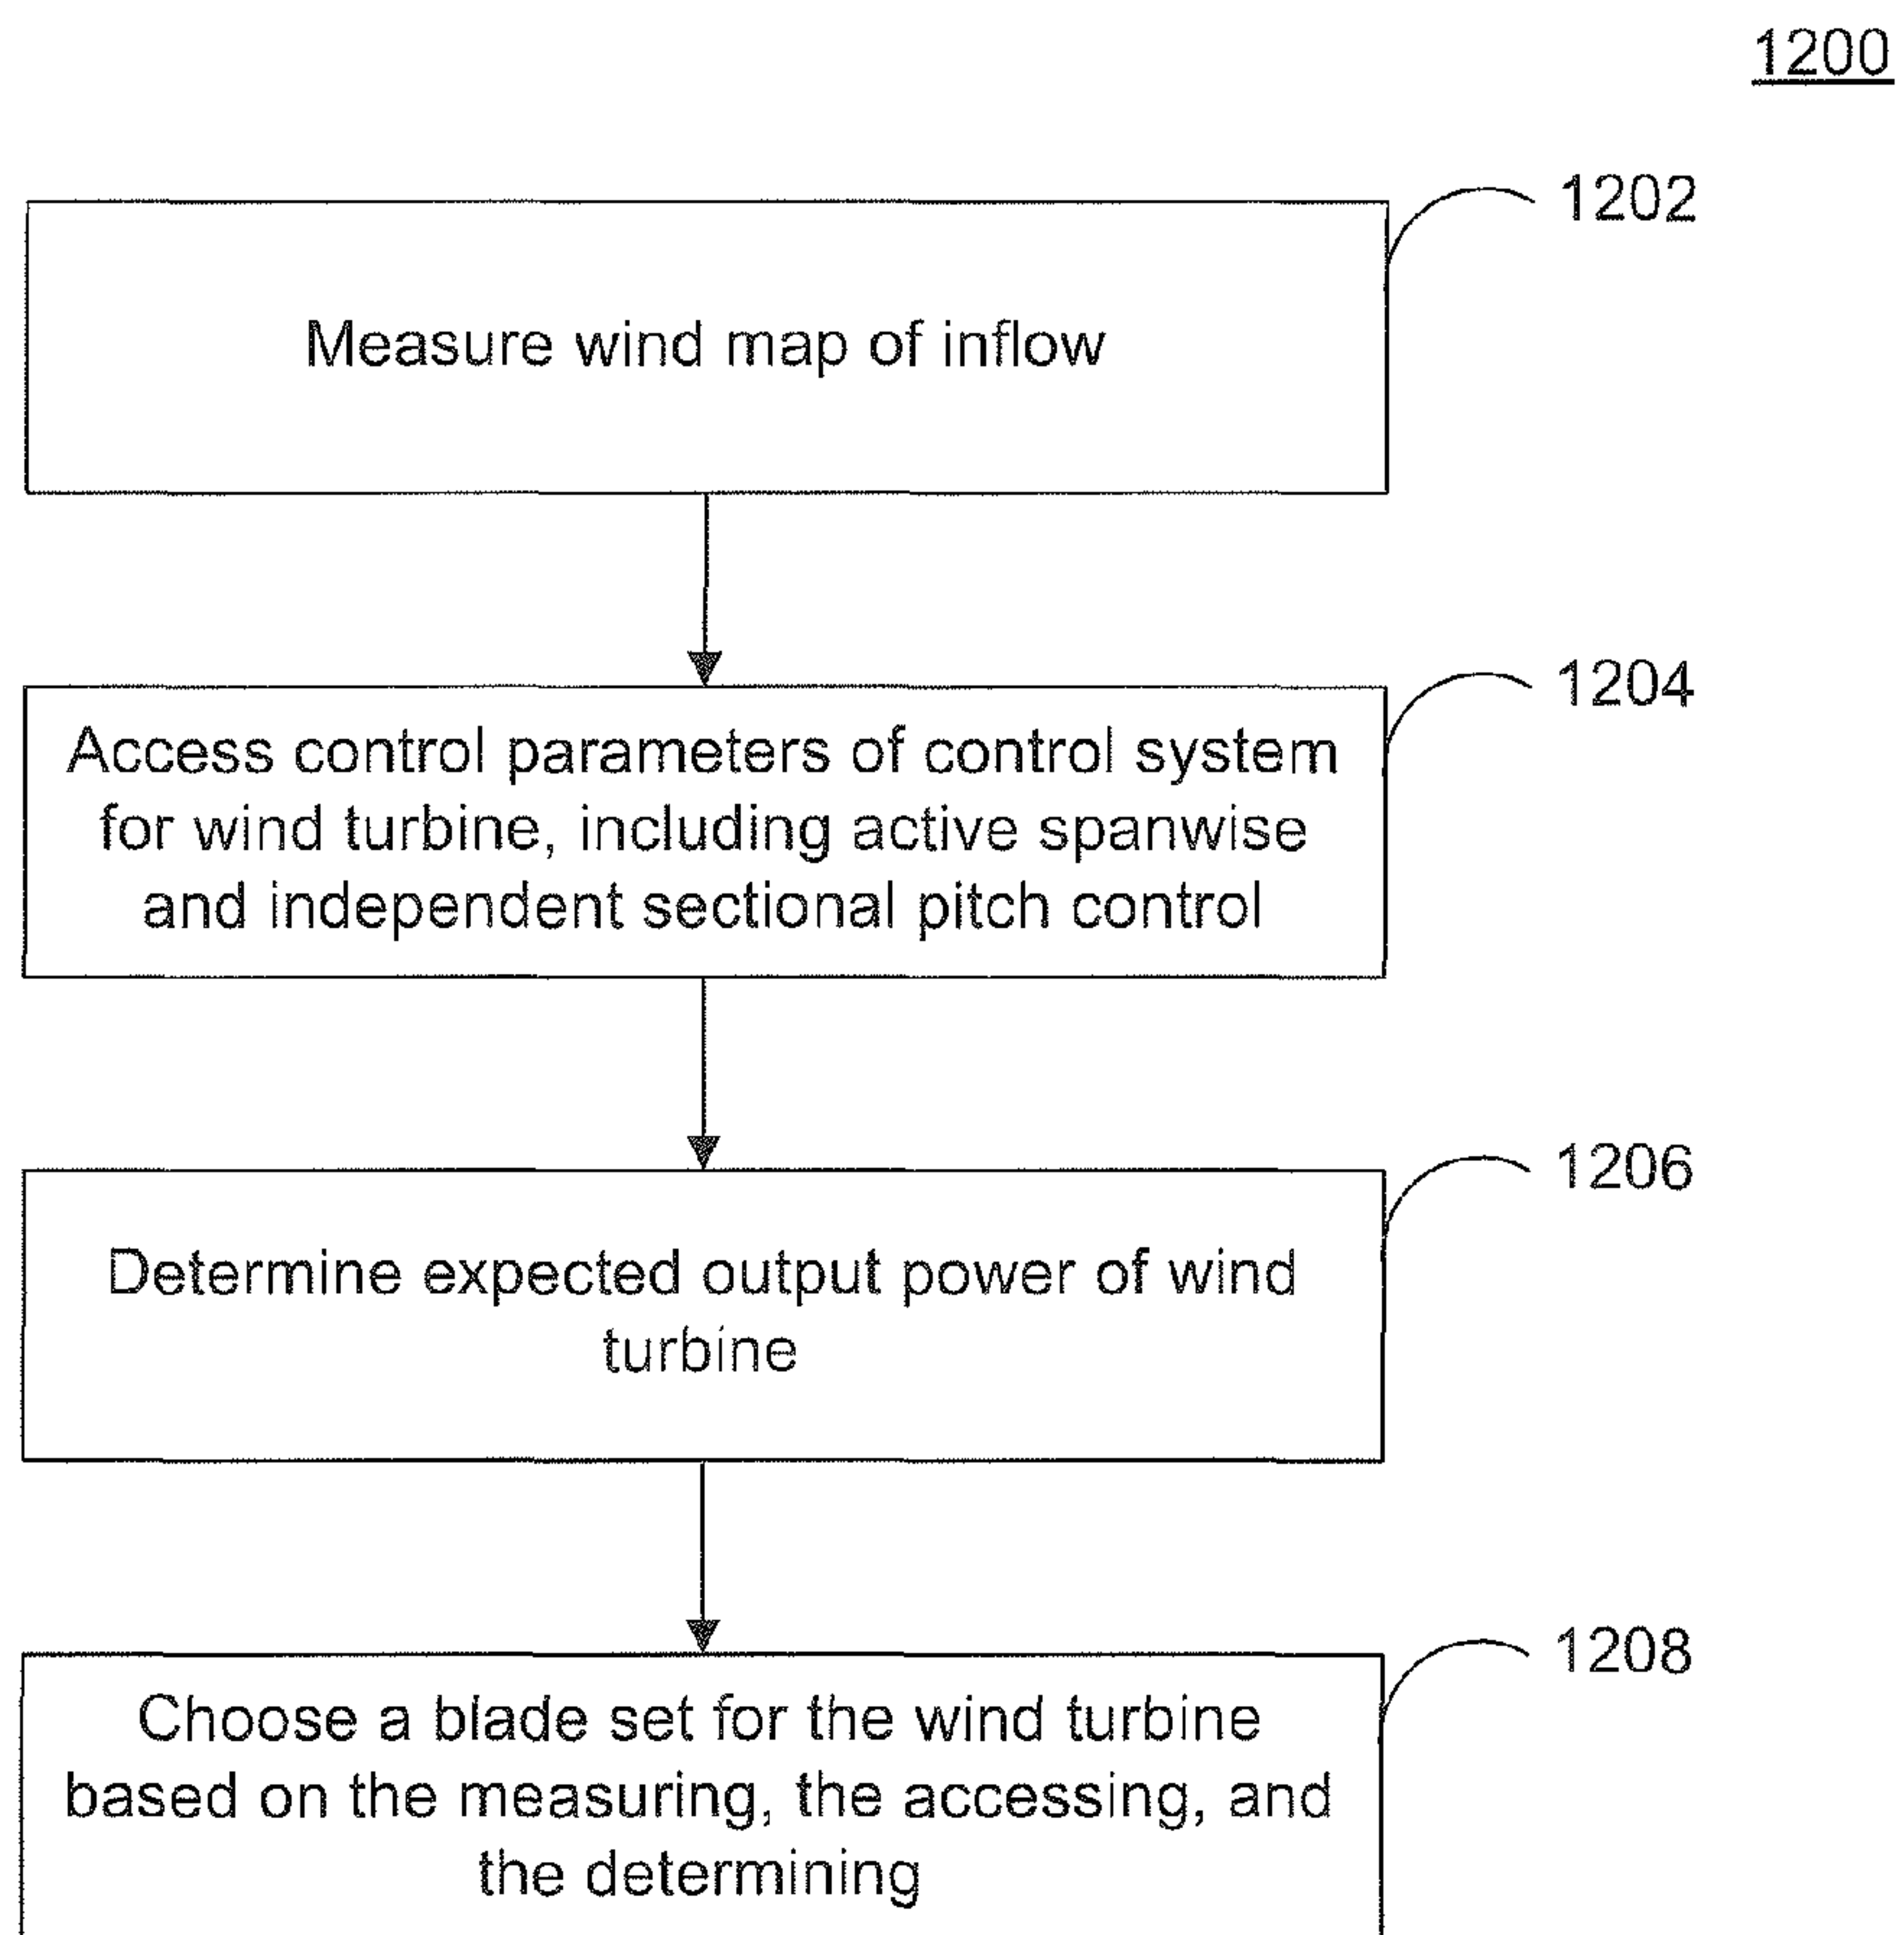 1200
1202
Measure wind map of inflow
1204
Access control parameters of control system
for wind turbine, including active spanwise
and independent sectional pitch control
1206
Determine expected output power of wind
turbine
1208
Choose a blade set for the wind turbine
based on the measuring, the accessing, and
the determining